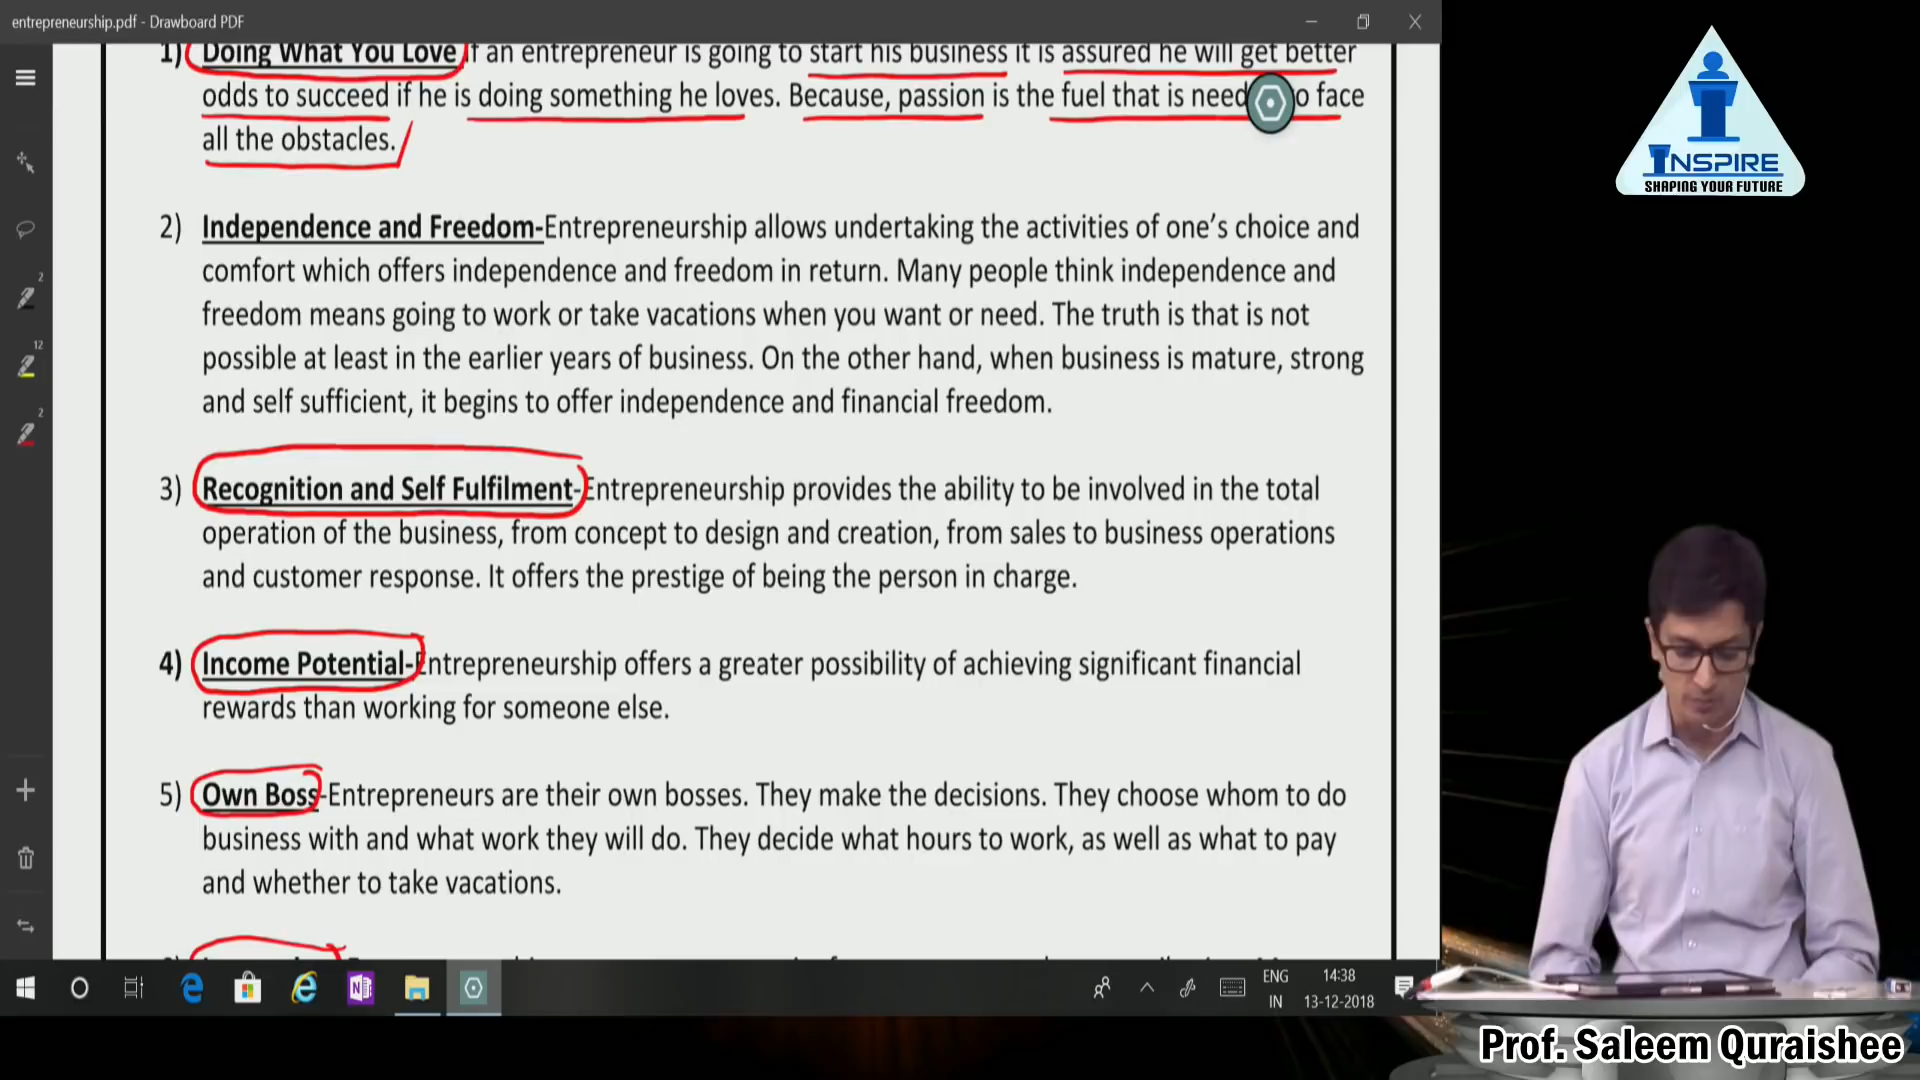 entrepreneurship.pdf - Drawboard PDF
1) Doing What You Love If an entrepreneur is going to start his business it is assured he will get better
odds to succeed if he is doing something he loves. Because, passion is the fuel that is need o face
all the obstacles.
2) Independence and Freedom-Entrepreneurship allows undertaking the activities of one’s choice and
comfort which offers independence and freedom in return. Many people think independence and
freedom means going to work or take vacations when you want or need. The truth is that is not
possible at least in the earlier years of business. On the other hand, when business is mature, strong
and self sufficient, it begins to offer independence and financial freedom.
3) Recognition and Self Fulfilment-Entrepreneurship provides the ability to be involved in the total
operation of the business, from concept to design and creation, from sales to business operations
and customer response. It offers the prestige of being the person in charge.
4) Income Potential-Entrepreneurship offers a greater possibility of achieving significant financial
rewards than working for someone else.
5) Own Boss-Entrepreneurs are their own bosses. They make the decisions. They choose whom to do
business with and what work they will do. They decide what hours to work, as well as what to pay
and whether to take vacations.
2
12
2
ENG
IN
14:38
13-12-2018
INSPIRE
SHAPING YOUR FUTURE
Prof. Saleem Quraishee